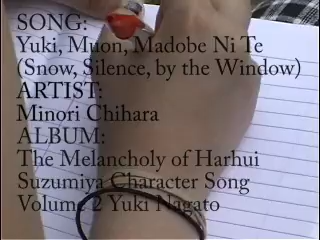 SONG:
Yuki, Muon, Madobe Ni Te
(Snow, Silence, by the Window)
ARTIST:
Minori Chihara
ALBUM:
The Melancholy of Harhui
Suzumiya Character Song
Volume 2 Yuki Nagato